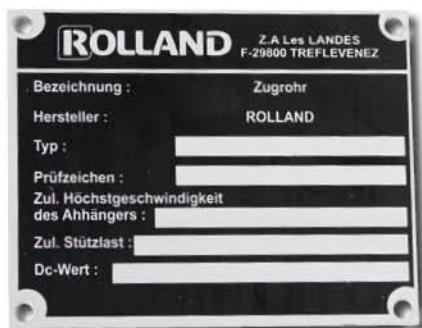 ROLLAND
Z.A Les LANDES
F-29800 TREFLEVENEZ
Bezeichnung : Zugrohr
Hersteller : ROLLAND
Typ :
Prüfzeichen :
Zul. Höchstgeschwindigkeit
des Ahhängers :
Zul. Stützlast :
Dc-Wert :